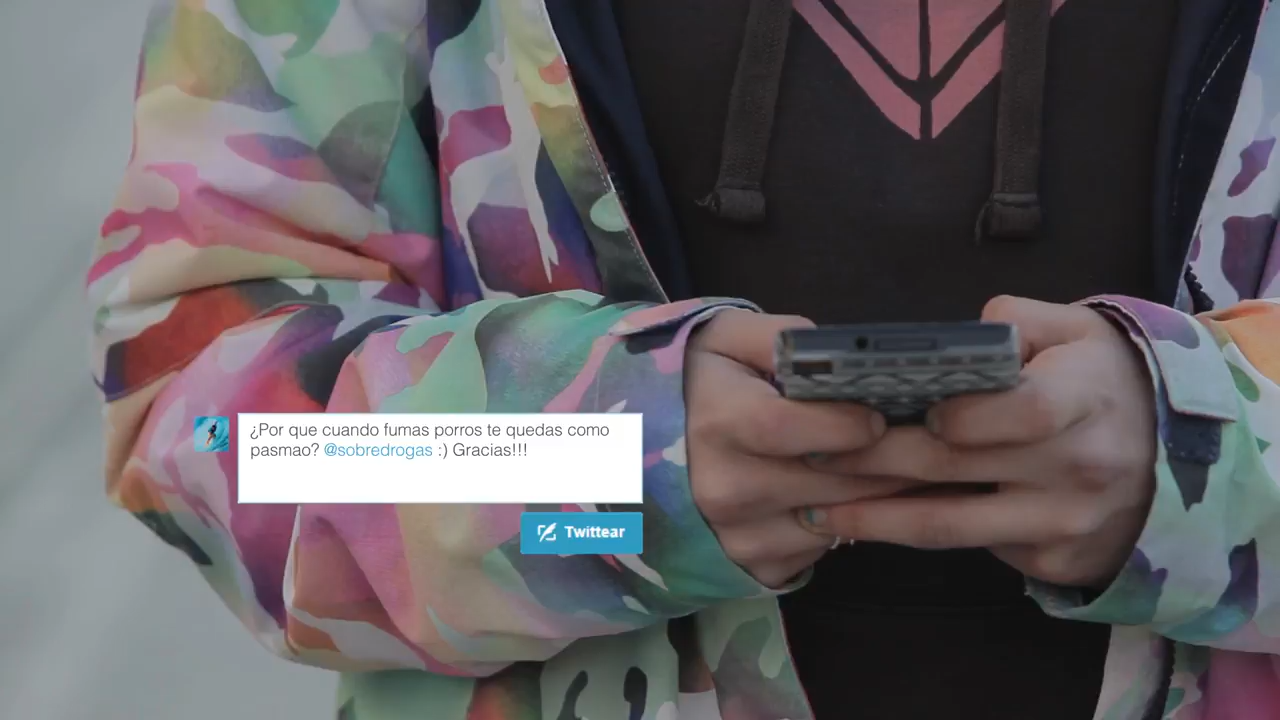 ¿Por que cuando fumas porros te quedas como
pasmao? @sobredrogas :) Gracias!!!
Twittear